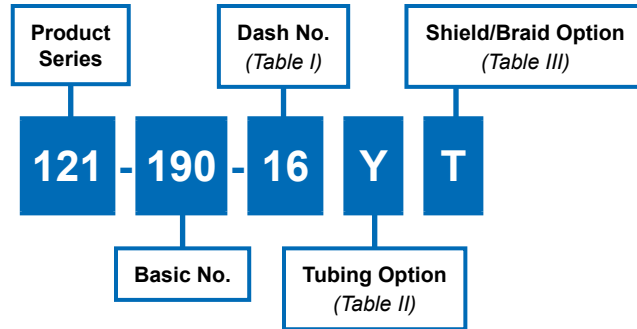 Product
Series
Dash No.
(Table I)
Shield/Braid Option
(Table III)
121 - 190 - 16 Y T
Basic No.
Tubing Option
(Table II)